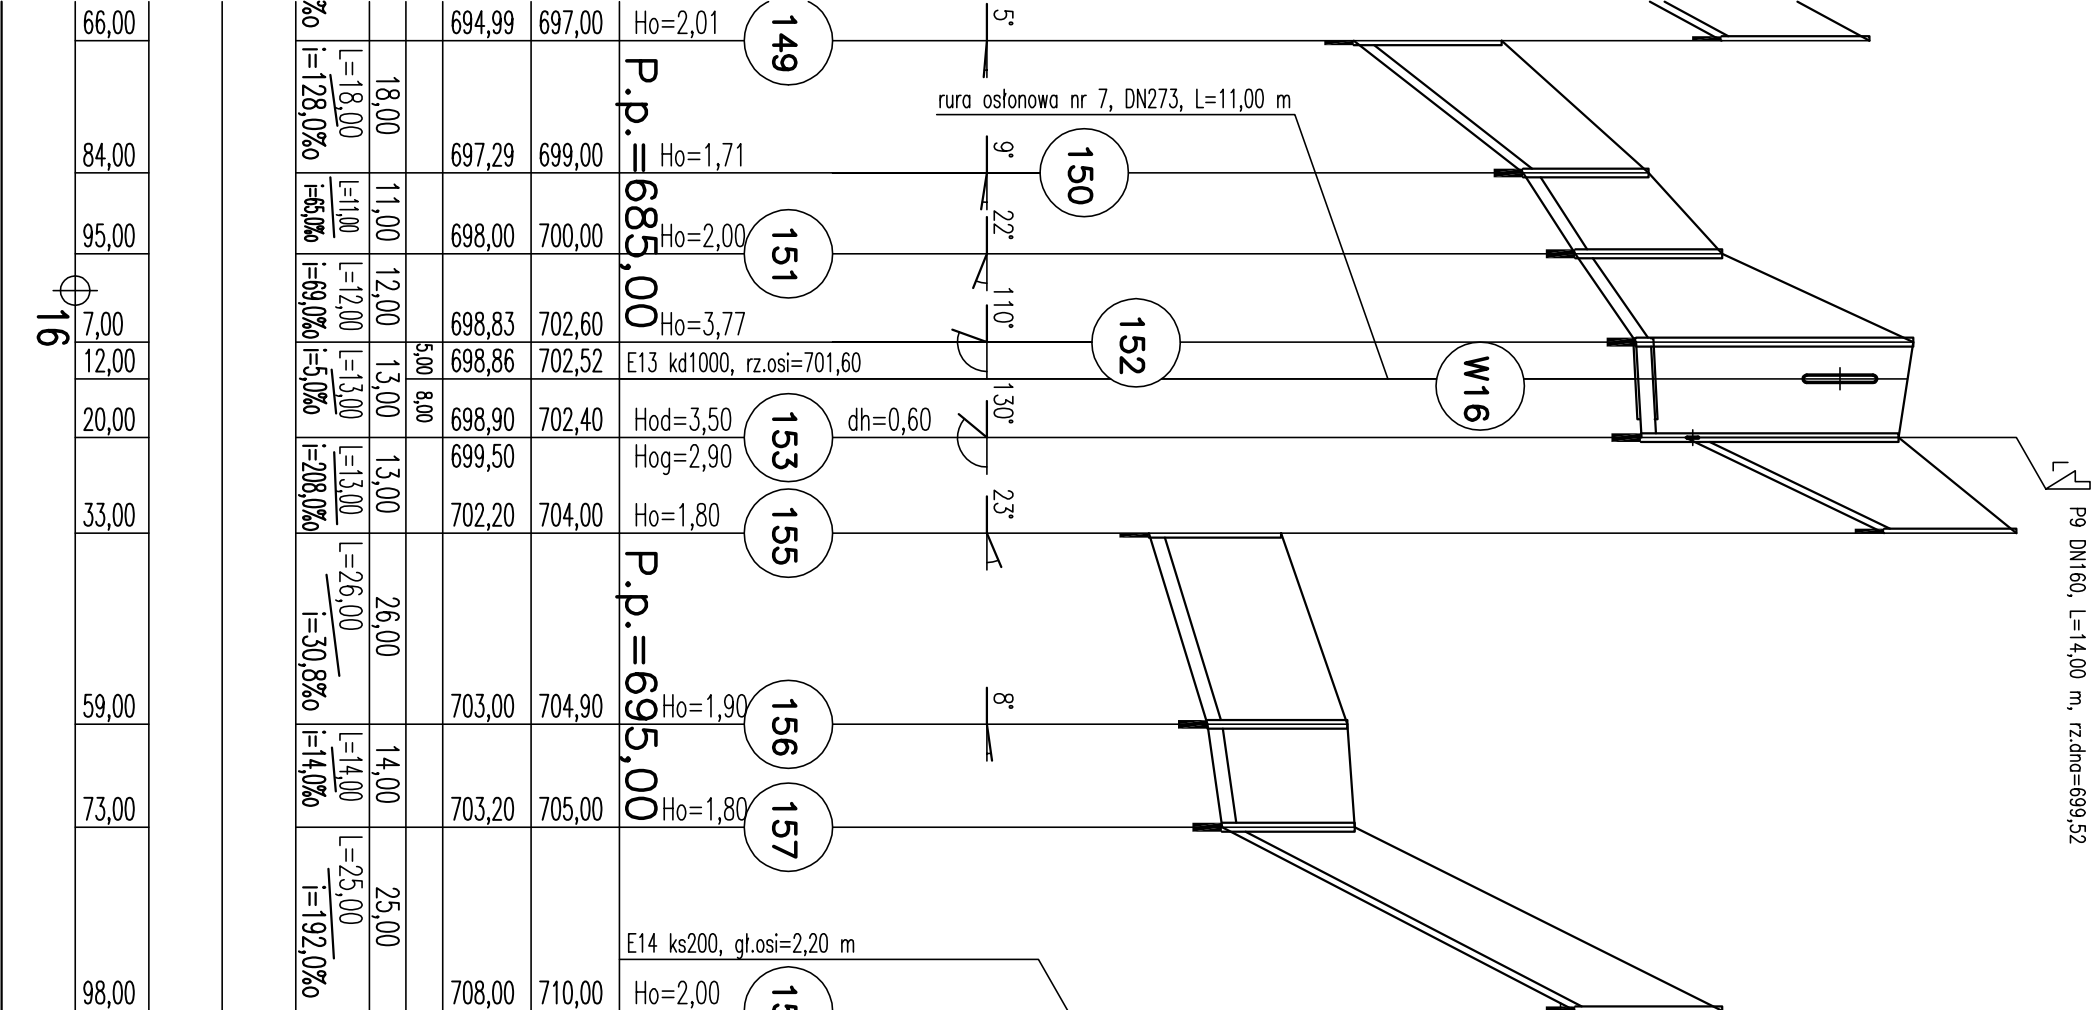 66,00
‰
694,99
697,00
Ho=2,01
149
5°
L=18,00
i=128,0‰
18,00
P.p.=685,00
rura osłonowa nr 7, DN273, L=11,00 m
84,00
697,29
699,00
Ho=1,71
9°
150
L=11,00
i=65,0‰
11,00
95,00
698,00
700,00
Ho=2,00
151
22°
L=12,00
i=69,0‰
12,00
16
7,00
698,83
702,60
Ho=3,77
110°
152
12,00
L=13,00
i=5,0‰
13,00
5,00
8,00
698,86
702,52
E13 kd1000, rz.osi=701,60
W16
20,00
698,90
702,40
Hod=3,50
153
dh=0,60
130°
699,50
Hog=2,90
L=13,00
i=208,0‰
13,00
P9 DN160, L=14,00 m, rz.dna=699,52
33,00
702,20
704,00
Ho=1,80
155
23°
L=26,00
i=30,8‰
26,00
P.p.=695,00
59,00
703,00
704,90
Ho=1,90
156
8°
L=14,00
i=14,0‰
14,00
73,00
703,20
705,00
Ho=1,80
157
L=25,00
i=192,0‰
25,00
E14 ks200, gł.osi=2,20 m
98,00
708,00
710,00
Ho=2,00